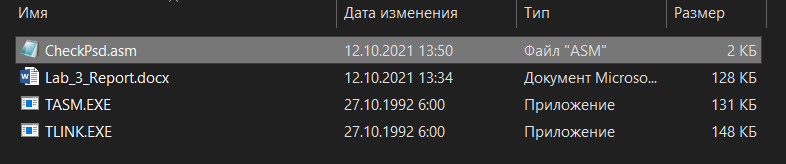 Имя Дата изменения Тип Размер
CheckPsd.asm 12.10.2021 13:50 Файл "ASM" 2 КБ
Lab_3_Report.docx 12.10.2021 13:34 Документ Microso... 128 КБ
TASM.EXE 27.10.1992 6:00 Приложение 131 КБ
TLINK.EXE 27.10.1992 6:00 Приложение 148 КБ